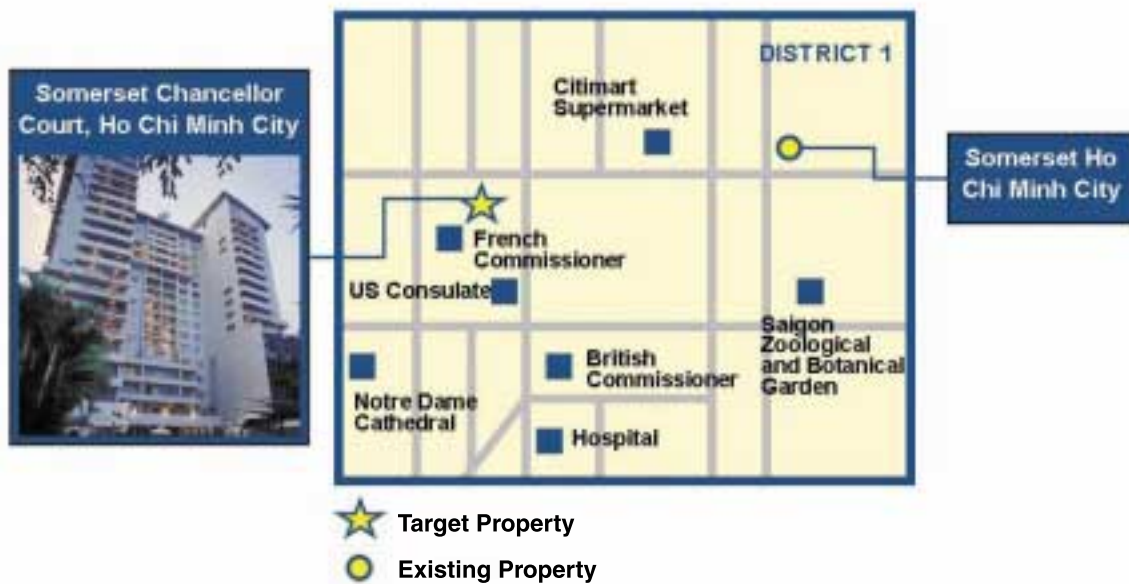 Somerset Chancellor
Court, Ho Chi Minh City
DISTRICT 1
Citimart
Supermarket
Somerset Ho
Chi Minh City
French
Commissioner
US Consulate
Saigon
Zoological
and Botanical
Garden
British
Commissioner
Notre Dame
Cathedral
Hospital
Target Property
Existing Property